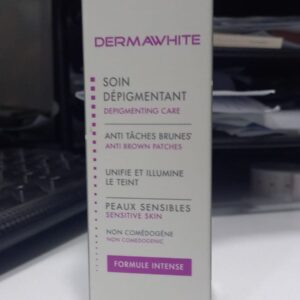 DERMAWHITE
SOIN
DÉPIGMENTANT
DEPIGMENTING CARE
ANTI TÂCHES BRUNES*
ANTI BROWN PATCHES
UNIFIE ET ILLUMINE
LE TEINT
PEAUX SENSIBLES
SENSITIVE SKIN
NON COMÉDOGÈNE
*NON COMEDOGENIC
FORMULE INTENSE